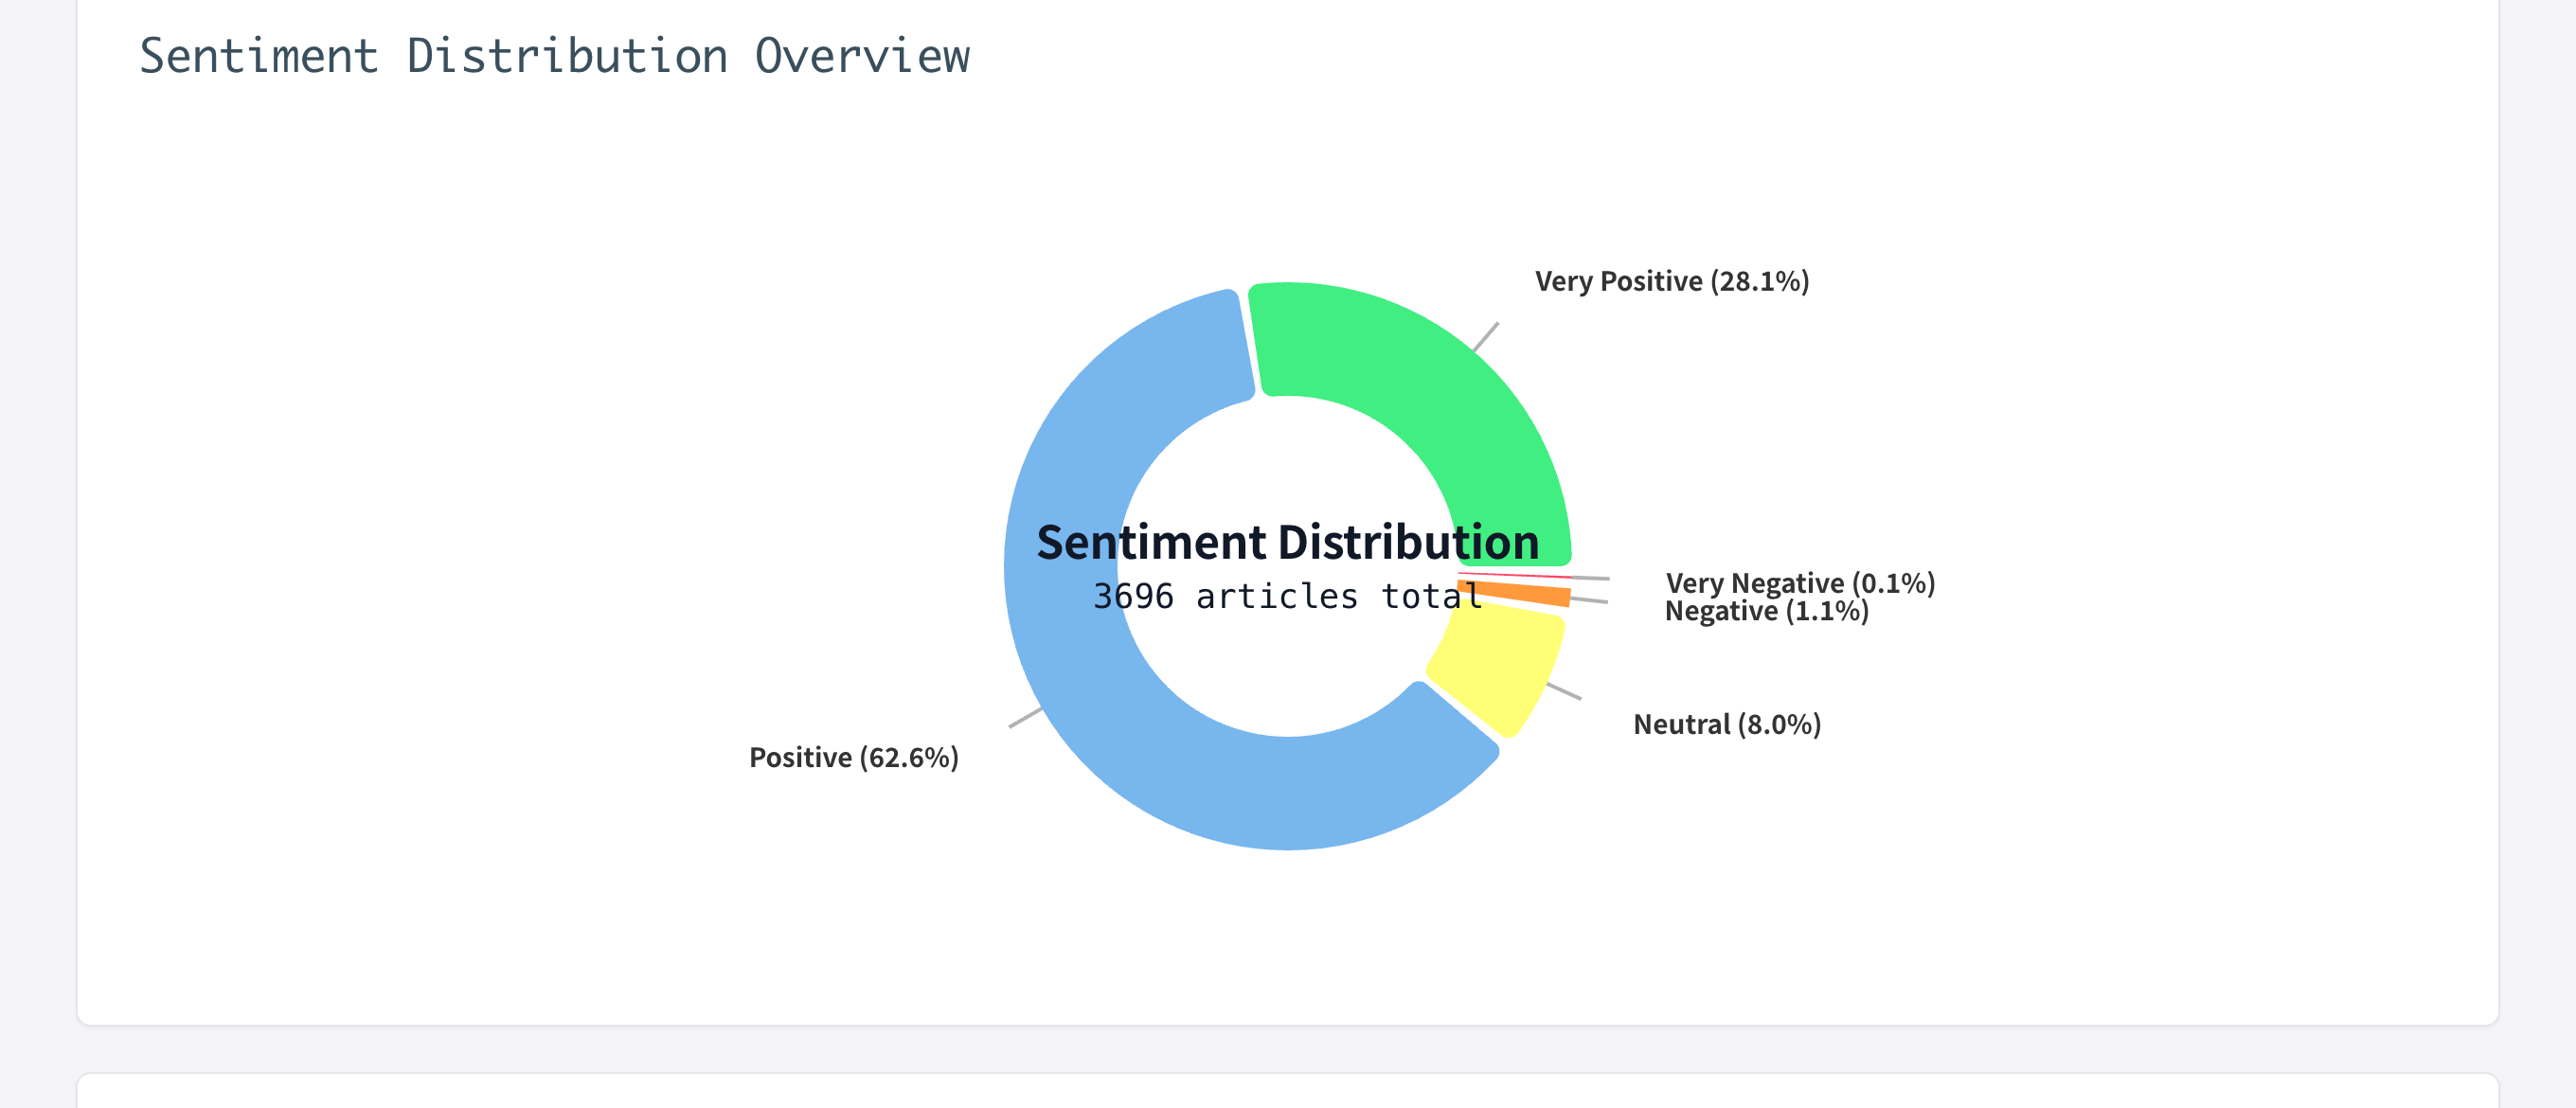 Sentiment Distribution Overview
Very Positive (28.1%)
Sentiment Distribution
3696 articles total
Very Negative (0.1%)
Negative (1.1%)
Neutral (8.0%)
Positive (62.6%)